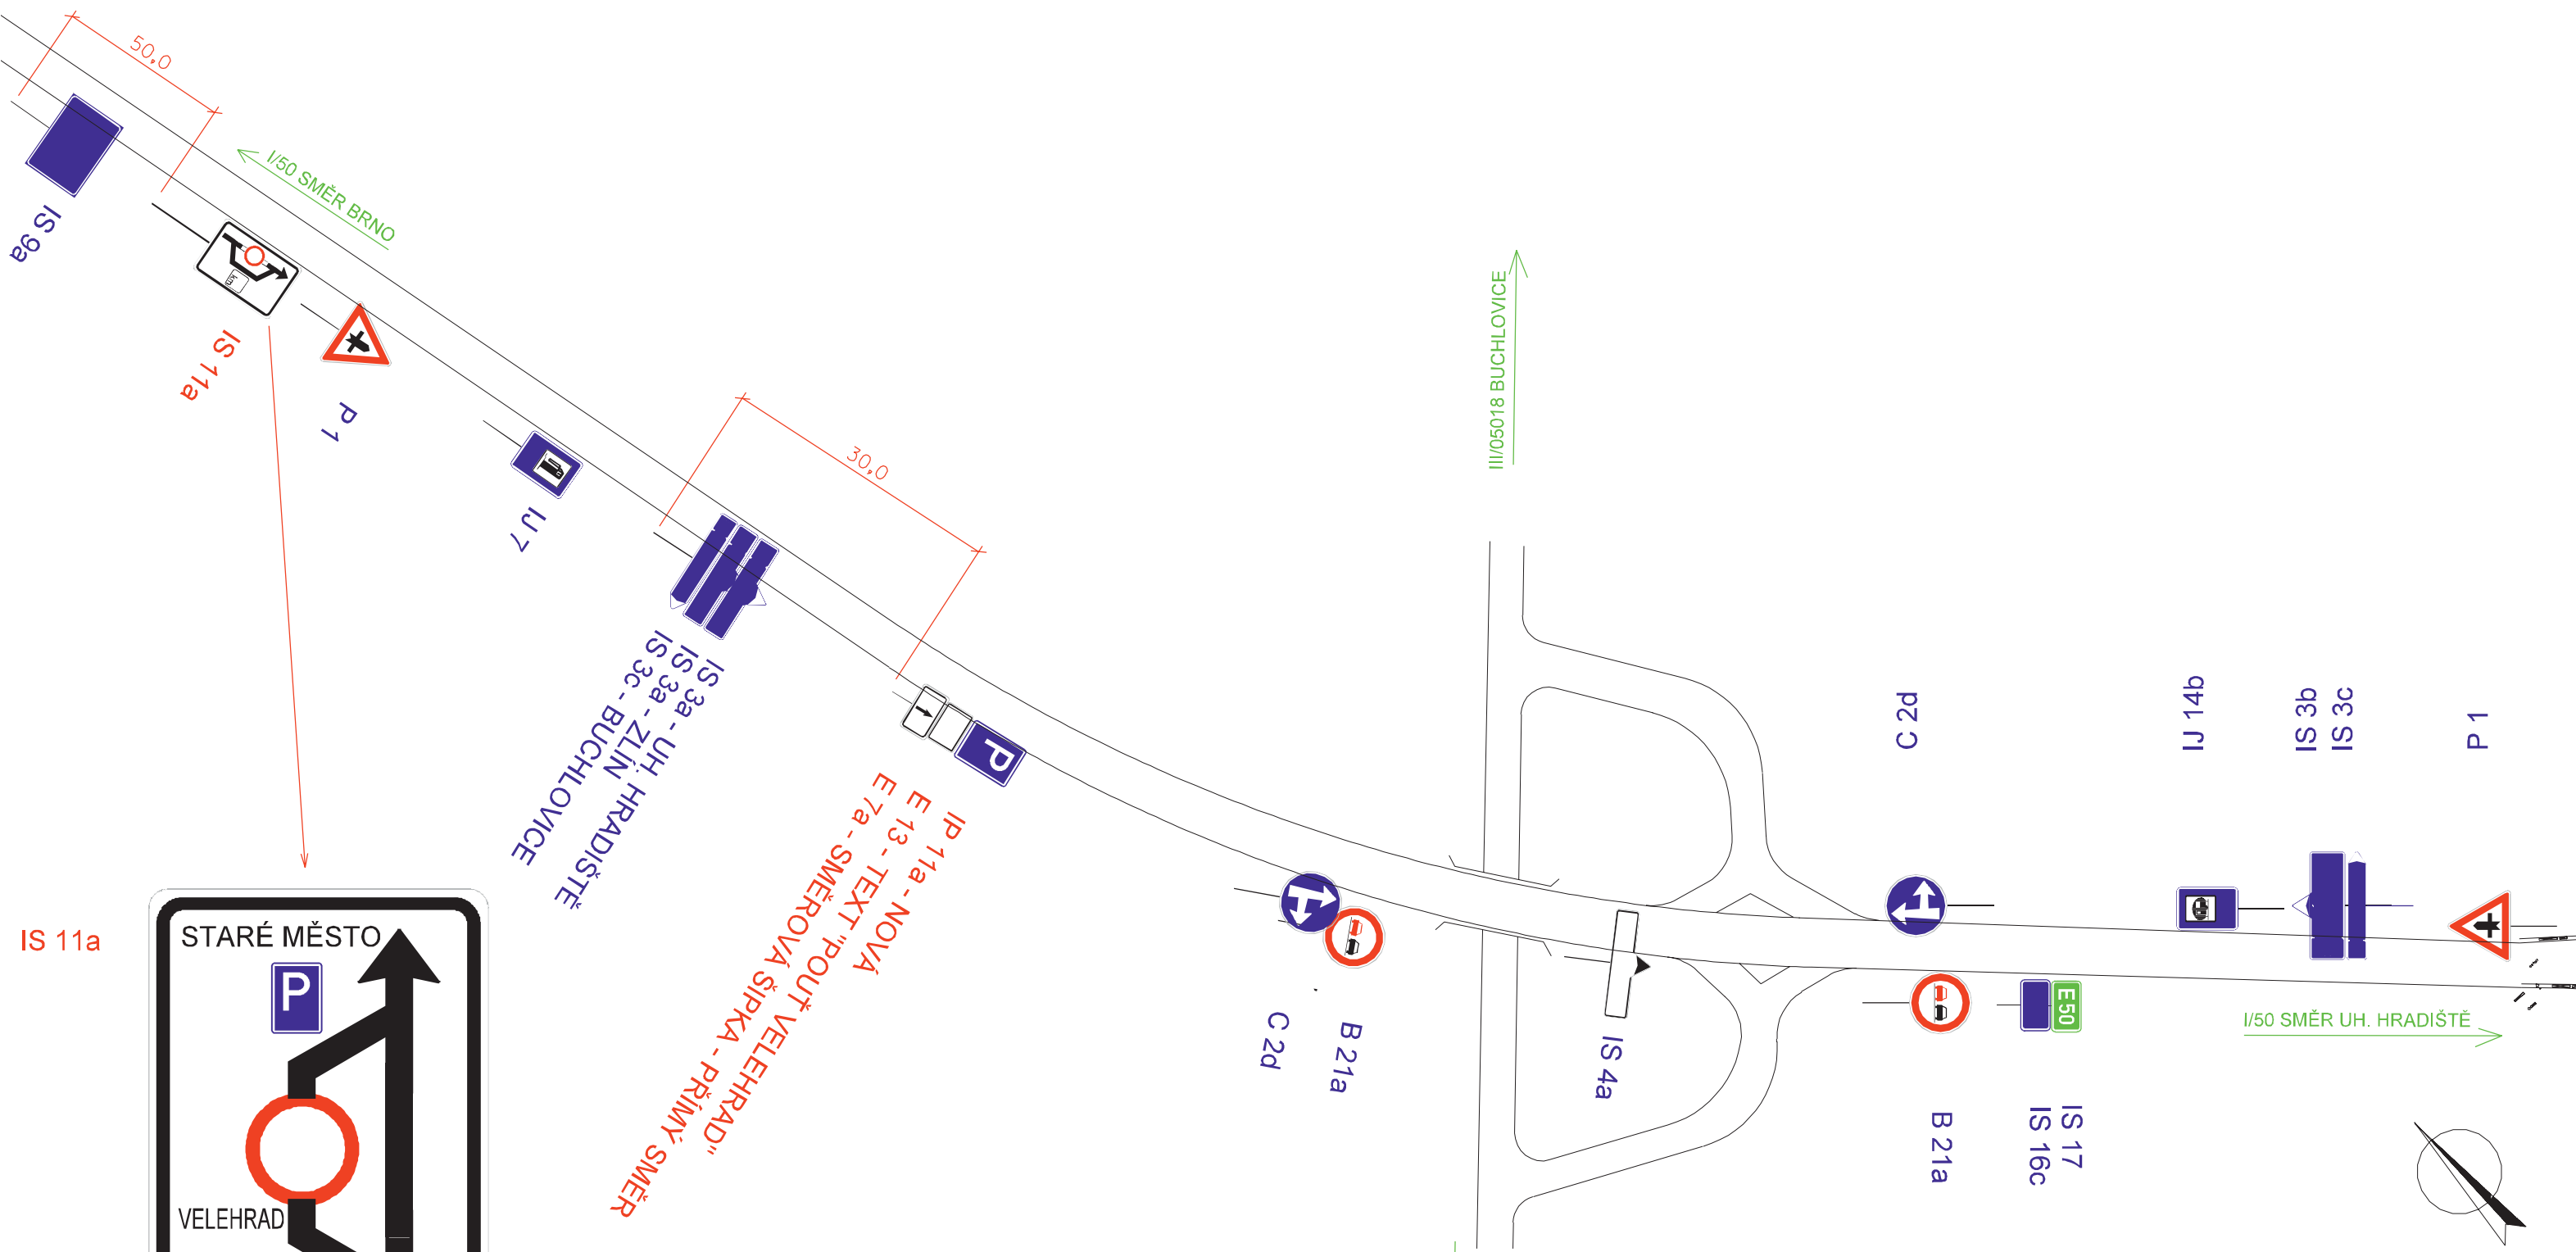 50,0
I/50 SMĚR BRNO
IS 9a
km
IS 11a
P 1
IJ 7
30,0
IS 3a - UH. HRADIŠTĚ
IS 3a - ZLÍN
IS 3c - BUCHLOVICE
P
IP 11a - NOVÁ
E 13 - TEXT "POUŤ VELEHRAD"
E 7a - SMĚROVÁ ŠIPKA - PŘÍMÝ SMĚR
III/05018 BUCHLOVICE
C 2d
B 21a
IS 4a
C 2d
IJ 14b
IS 3b
IS 3c
P 1
E50
B 21a
IS 17
IS 16c
I/50 SMĚR UH. HRADIŠTĚ
IS 11a
STARÉ MĚSTO
P
VELEHRAD